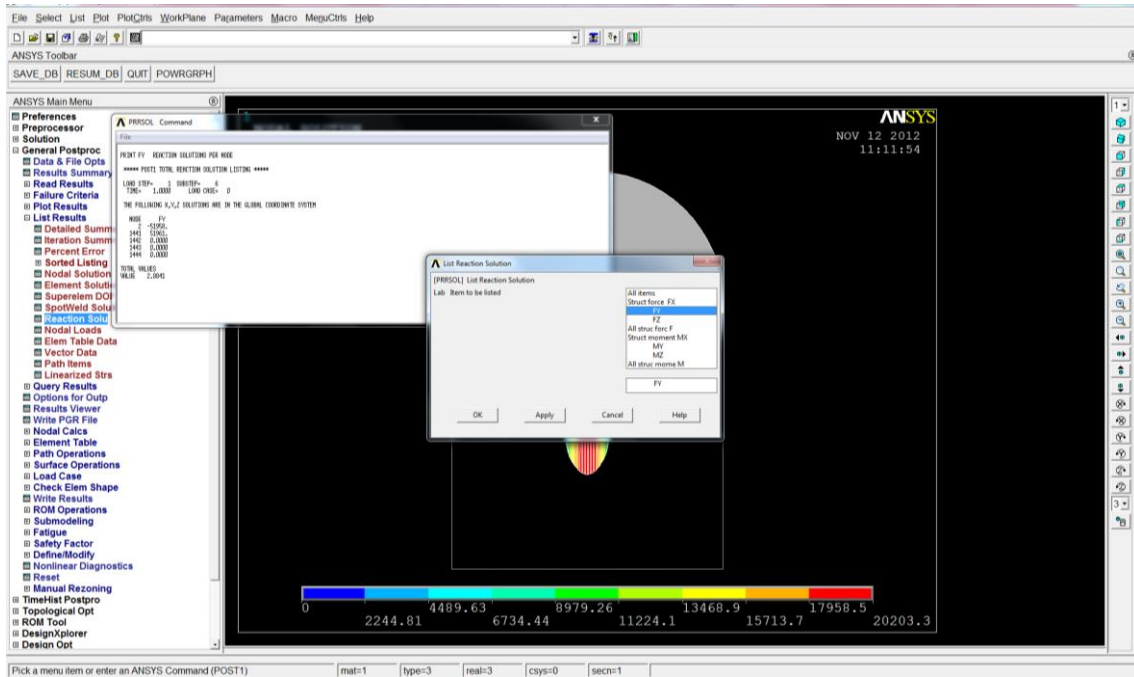 File Select List Plot PlotCtrls WorkPlane Parameters Macro MenuCtrls Help
ANSYS Toolbar
SAVE_DB RESUM_DB QUIT POWRGRPH
ANSYS Main Menu
Preferences
Preprocessor
Solution
General Postproc
Data & File Opts
Results Summary
Read Results
Failure Criteria
Plot Results
List Results
Detailed Summ
Iteration Summ
Percent Error
Sorted Listing
Nodal Solution
Element Soluti
Superelem DOF
SpotWeld Solu
Reaction Solu
Nodal Loads
Elem Table Data
Vector Data
Path Items
Linearized Strs
Query Results
Options for Outp
Results Viewer
Write PGR File
Nodal Calcs
Element Table
Path Operations
Surface Operations
Load Case
Check Elem Shape
Write Results
ROM Operations
Submodeling
Fatigue
Safety Factor
Define/Modify
Nonlinear Diagnostics
Reset
Manual Rezoning
TimeHist Postpro
Topological Opt
ROM Tool
DesignXplorer
Design Opt
PRRSOL Command
File
PRINT FY REACTION SOLUTIONS PER NODE
***** POST1 TOTAL REACTION SOLUTION LISTING *****
LOAD STEP= 1 SUBSTEP= 6
TIME= 1.0000 LOAD CASE= 0
THE FOLLOWING X,Y,Z SOLUTIONS ARE IN THE GLOBAL COORDINATE SYSTEM
NODE FY
2 -51958.
1441 51961.
1442 0.0000
1443 0.0000
1444 0.0000
TOTAL VALUES
VALUE 2.8041
ANSYS
NOV 12 2012
11:11:54
1
List Reaction Solution
[PRRSOL] List Reaction Solution
Lab Item to be listed
All items
Struct force FX
FY
FZ
All struc forc F
Struct moment MX
MY
MZ
All struc mome M
FY
OK Apply Cancel Help
3
0 4489.63 8979.26 13468.9 17958.5
2244.81 6734.44 11224.1 15713.7 20203.3
Pick a menu item or enter an ANSYS Command (POST1) mat=1 type=3 real=3 csys=0 secn=1